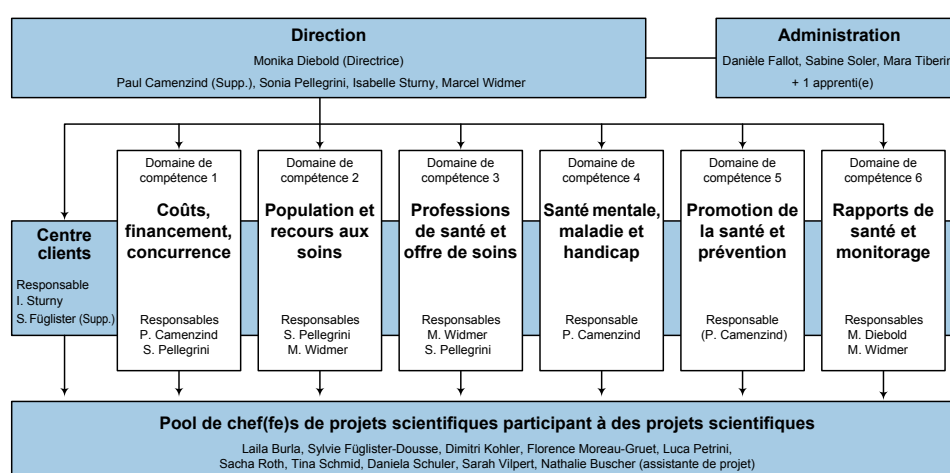 Direction
Monika Diebold (Directrice)
Paul Camenzind (Supp.), Sonia Pellegrini, Isabelle Sturny, Marcel Widmer
Administration
Danièle Fallot, Sabine Soler, Mara Tiberin
+ 1 apprenti(e)
Centre
clients
Responsable
I. Sturny
S. Füglister (Supp.)
Domaine de
compétence 1
Coûts,
financement,
concurrence
Responsables
P. Camenzind
S. Pellegrini
Domaine de
compétence 2
Population et
recours aux
soins
Responsables
S. Pellegrini
M. Widmer
Domaine de
compétence 3
Professions
de santé et
offre de soins
Responsables
M. Widmer
S. Pellegrini
Domaine de
compétence 4
Santé mentale,
maladie et
handicap
Responsable
P. Camenzind
Domaine de
compétence 5
Promotion de
la santé et
prévention
Responsable
(P. Camenzind)
Domaine de
compétence 6
Rapports de
santé et
monitorage
Responsables
M. Diebold
M. Widmer
Pool de chef(fe)s de projets scientifiques participant à des projets scientifiques
Laila Burla, Sylvie Füglister-Dousse, Dimitri Kohler, Florence Moreau-Gruet, Luca Petrini,
Sacha Roth, Tina Schmid, Daniela Schuler, Sarah Vilpert, Nathalie Buscher (assistante de projet)